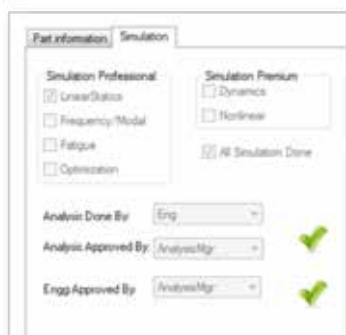 Part information Simulation
Simulation Professional
LinearStatics
Frequency/Modal
Fatigue
Optimization
Simulation Premium
Dynamics
Nonlinear
All Simulation Done
Analysis Done By Eng
Analysis Approved By AnalysisMgr
Engg Approved By AnalysisMgr